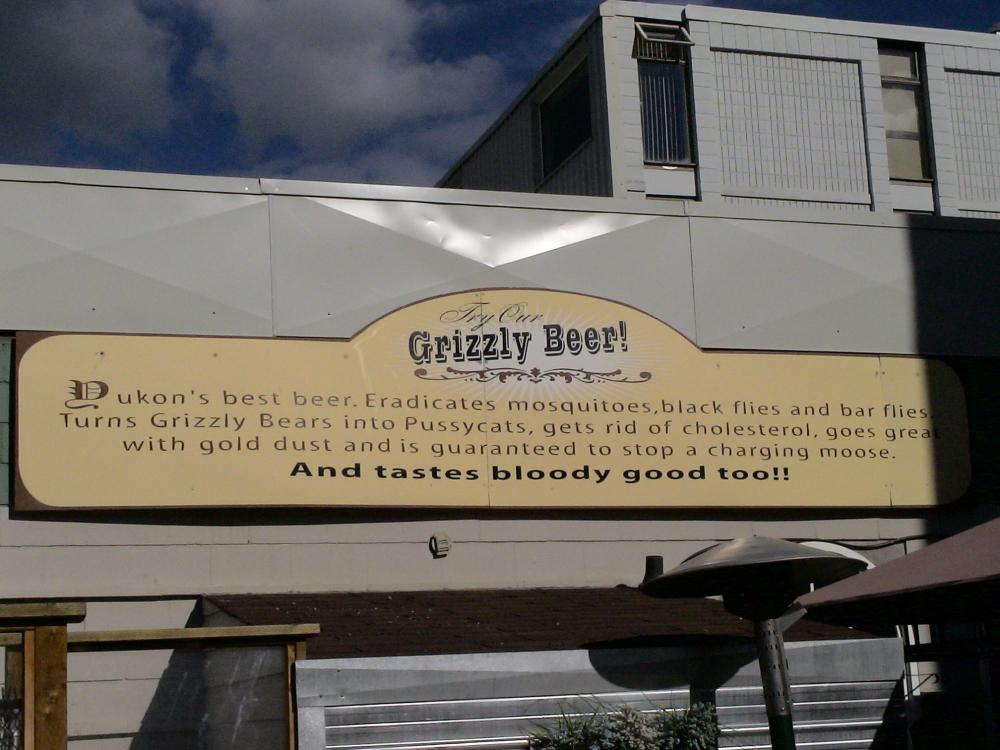 Try Our
Grizzly Beer!
Yukon's best beer. Eradicates mosquitoes, black flies and bar flies.
Turns Grizzly Bears into Pussycats, gets rid of cholesterol, goes great
with gold dust and is guaranteed to stop a charging moose.
And tastes bloody good too!!